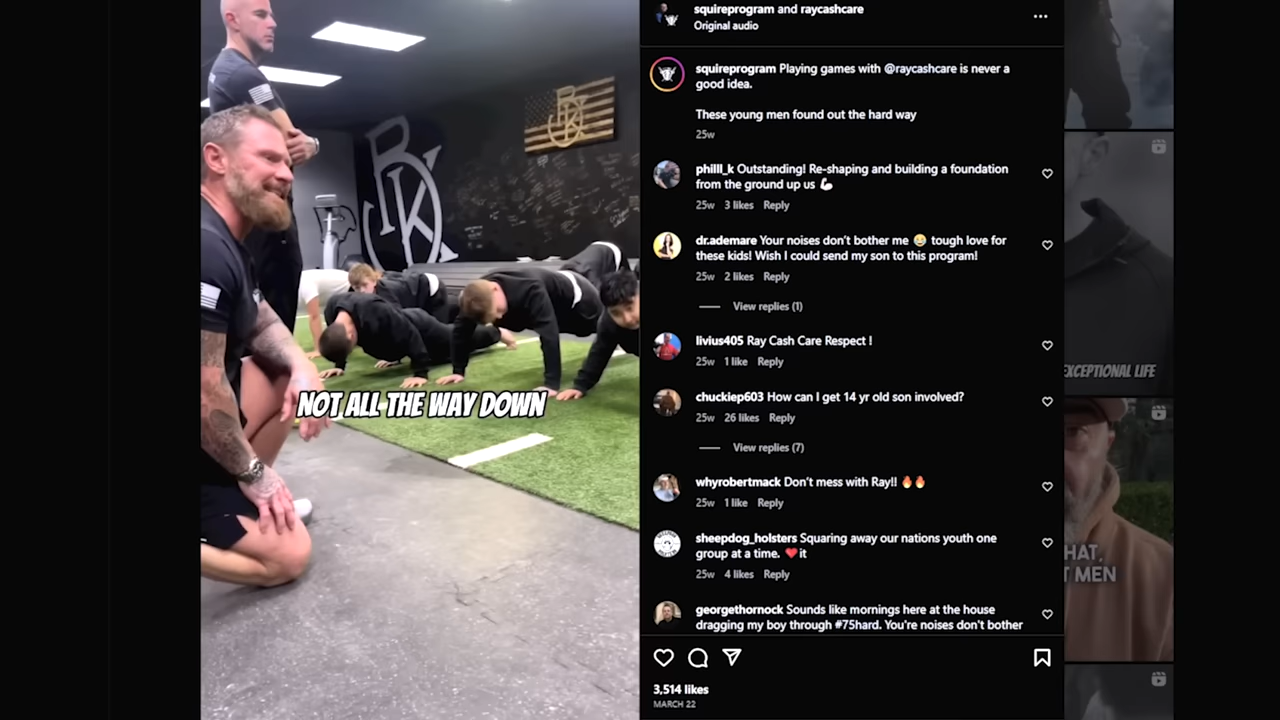 squireprogram and raycashcare
Original audio
squireprogram Playing games with @raycashcare is never a
good idea.
These young men found out the hard way
25w
philll_k Outstanding! Re-shaping and building a foundation
from the ground up us 💪
25w 3 likes Reply
dr.ademare Your noises don't bother me 😂 tough love for
these kids! Wish I could send my son to this program!
25w 2 likes Reply
View replies (1)
livius405 Ray Cash Care Respect !
25w 1 like Reply
chuckiep603 How can I get 14 yr old son involved?
25w 26 likes Reply
View replies (7)
whyrobertmack Don't mess with Ray!! 🔥🔥
25w 1 like Reply
sheepdog_holsters Squaring away our nations youth one
group at a time. ❤️it
25w 4 likes Reply
georgethornock Sounds like mornings here at the house
dragging my boy through #75hard. You're noises don't bother
3,514 likes
MARCH 22
NOT ALL THE WAY DOWN
EXCEPTIONAL LIFE
HAT,
T MEN